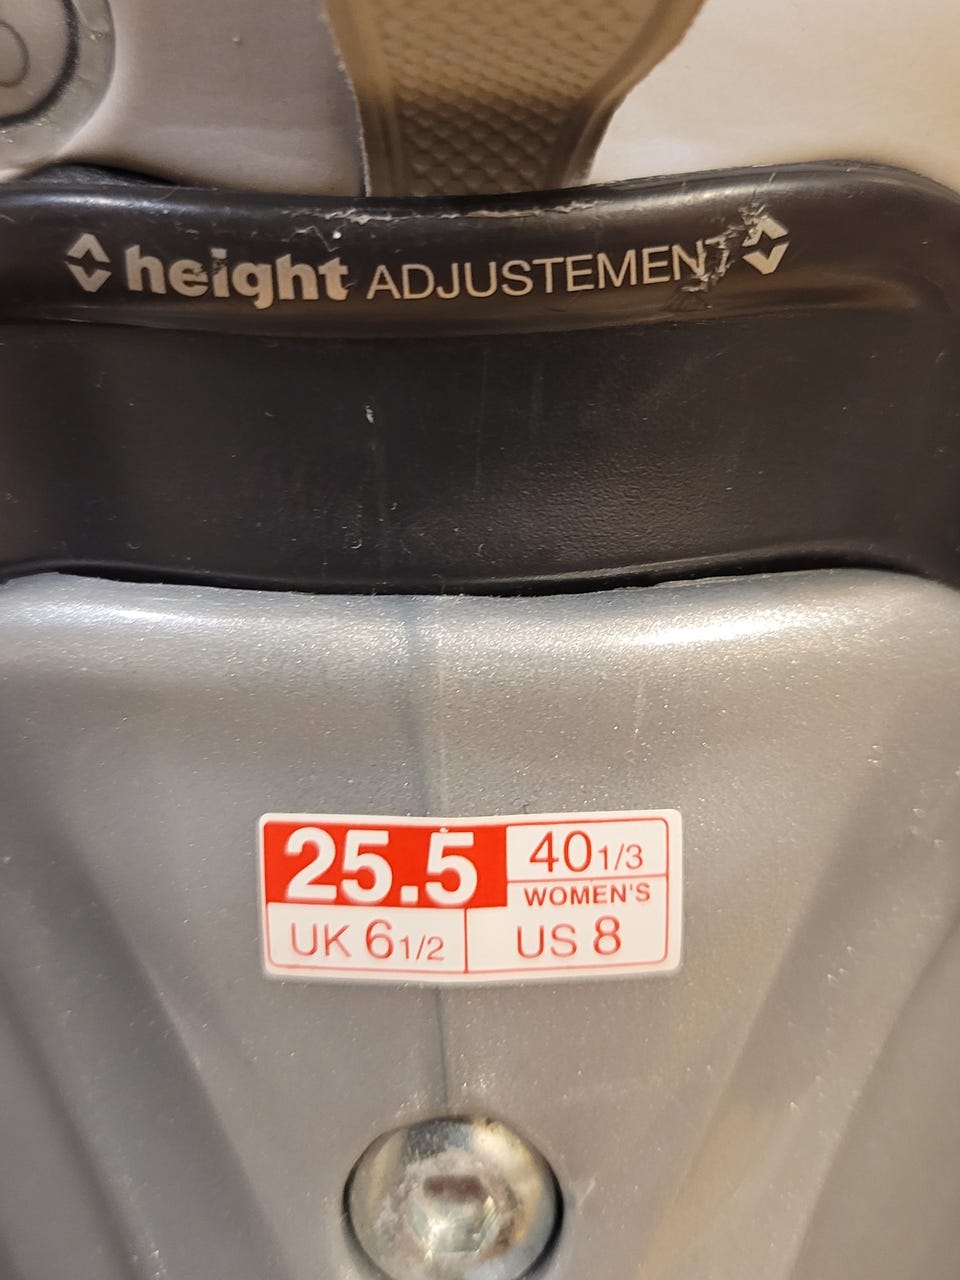 height ADJUSTEMENT
25.5
40 1/3
WOMEN'S
UK 6 1/2
US 8